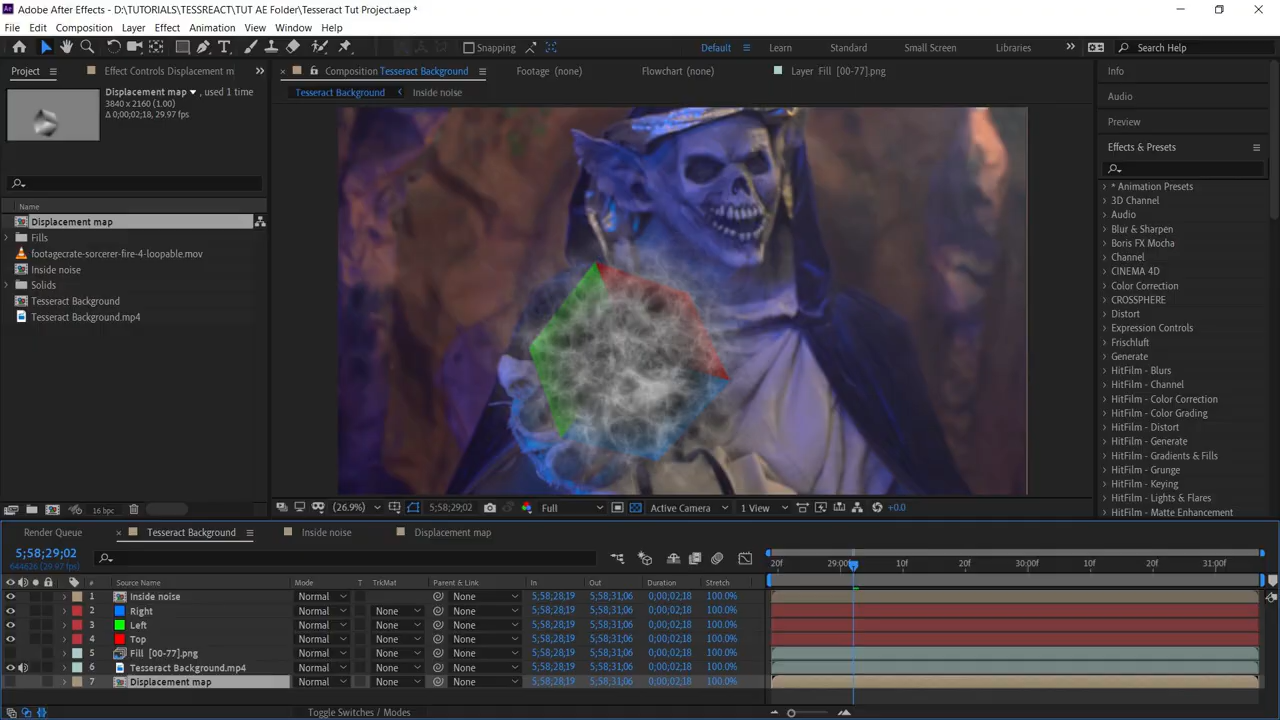 Adobe After Effects - D:\TUTORIALS\TESSREACT\TUT AE Folder\Tesseract Tut Project.aep *
File Edit Composition Layer Effect Animation View Window Help
Snapping
Default Learn Standard Small Screen Libraries Search Help
Project
Effect Controls Displacement m
Composition Tesseract Background
Footage (none)
Flowchart (none)
Layer Fill [00-77].png
Info
Displacement map , used 1 time
3840 x 2160 (1.00)
Δ 0;00;02;18, 29.97 fps
Tesseract Background
Inside noise
Audio
Preview
Effects & Presets
Name
Displacement map
Fills
footagecrate-sorcerer-fire-4-loopable.mov
Inside noise
Solids
Tesseract Background
Tesseract Background.mp4
* Animation Presets
3D Channel
Audio
Blur & Sharpen
Boris FX Mocha
Channel
CINEMA 4D
Color Correction
CROSSPHERE
Distort
Expression Controls
Frischluft
Generate
HitFilm - Blurs
HitFilm - Channel
HitFilm - Color Correction
HitFilm - Color Grading
HitFilm - Distort
HitFilm - Generate
HitFilm - Gradients & Fills
HitFilm - Grunge
HitFilm - Keying
HitFilm - Lights & Flares
HitFilm - Matte Enhancement
16 bpc
(26.9%) 5;58;29;02 Full Active Camera 1 View +0.0
Render Queue
Tesseract Background
Inside noise
Displacement map
5;58;29;02
644626 (29.97 fps)
20f 29:00f 10f 20f 30:00f 10f 20f 31:00f
# Source Name Mode T TrkMat Parent & Link In Out Duration Stretch
1 Inside noise Normal None 5;58;28;19 5;58;31;06 0;00;02;18 100.0%
2 Right Normal None None 5;58;28;19 5;58;31;06 0;00;02;18 100.0%
3 Left Normal None None 5;58;28;19 5;58;31;06 0;00;02;18 100.0%
4 Top Normal None None 5;58;28;19 5;58;31;06 0;00;02;18 100.0%
5 Fill [00-77].png Normal None None 5;58;28;19 5;58;31;06 0;00;02;18 100.0%
6 Tesseract Background.mp4 Normal None None 5;58;28;19 5;58;31;06 0;00;02;18 100.0%
7 Displacement map Normal None None 5;58;28;19 5;58;31;06 0;00;02;18 100.0%
Toggle Switches / Modes